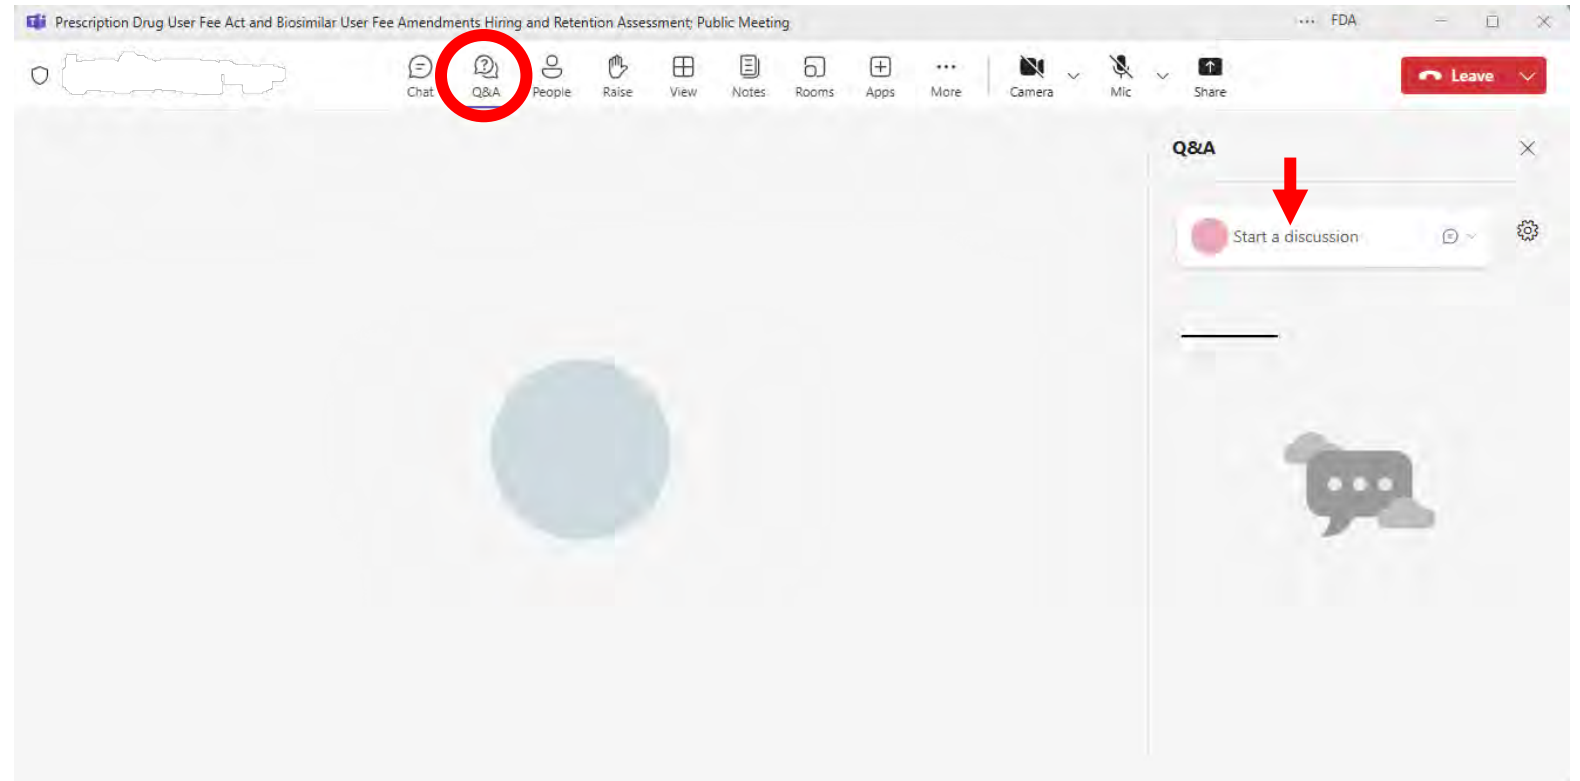 Prescription Drug User Fee Act and Biosimilar User Fee Amendments Hiring and Retention Assessment; Public Meeting
FDA
Chat
Q&A
People
Raise
View
Notes
Rooms
Apps
More
Camera
Mic
Share
Leave
Q&A
Start a discussion